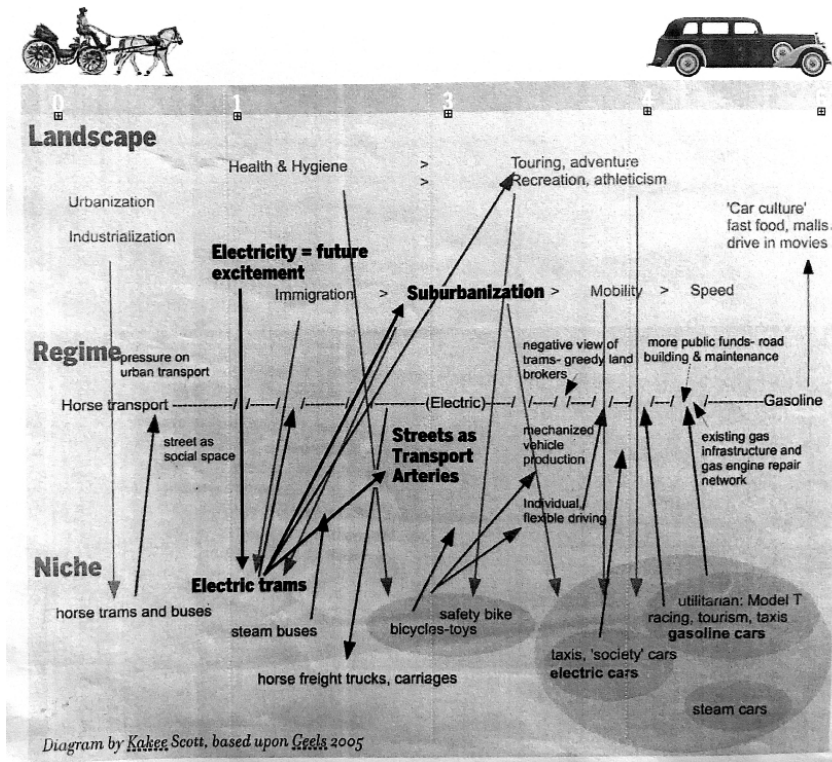 0
1
3
4
Landscape
Health & Hygiene > Touring, adventure
> Recreation, athleticism
Urbanization
Industrialization
'Car culture'
fast food, malls
drive in movies
Electricity = future
excitement
Immigration > Suburbanization > Mobility > Speed
Regime
pressure on
urban transport
negative view of
trams- greedy land
brokers
more public funds- road
building & maintenance
Horse transport ----------/----/-------/----/-------/---------(Electric)----/--/---/---/---/---/---/---/----------Gasoline
street as
social space
Streets as
Transport
Arteries
mechanized
vehicle
production
existing gas
infrastructure and
gas engine repair
network
Individual,
flexible driving
Niche
Electric trams
horse trams and buses
steam buses
safety bike
bicycles-toys
utilitarian: Model T
racing, tourism, taxis
gasoline cars
taxis, 'society' cars
electric cars
horse freight trucks, carriages
steam cars
Diagram by Kakee Scott, based upon Geels 2005